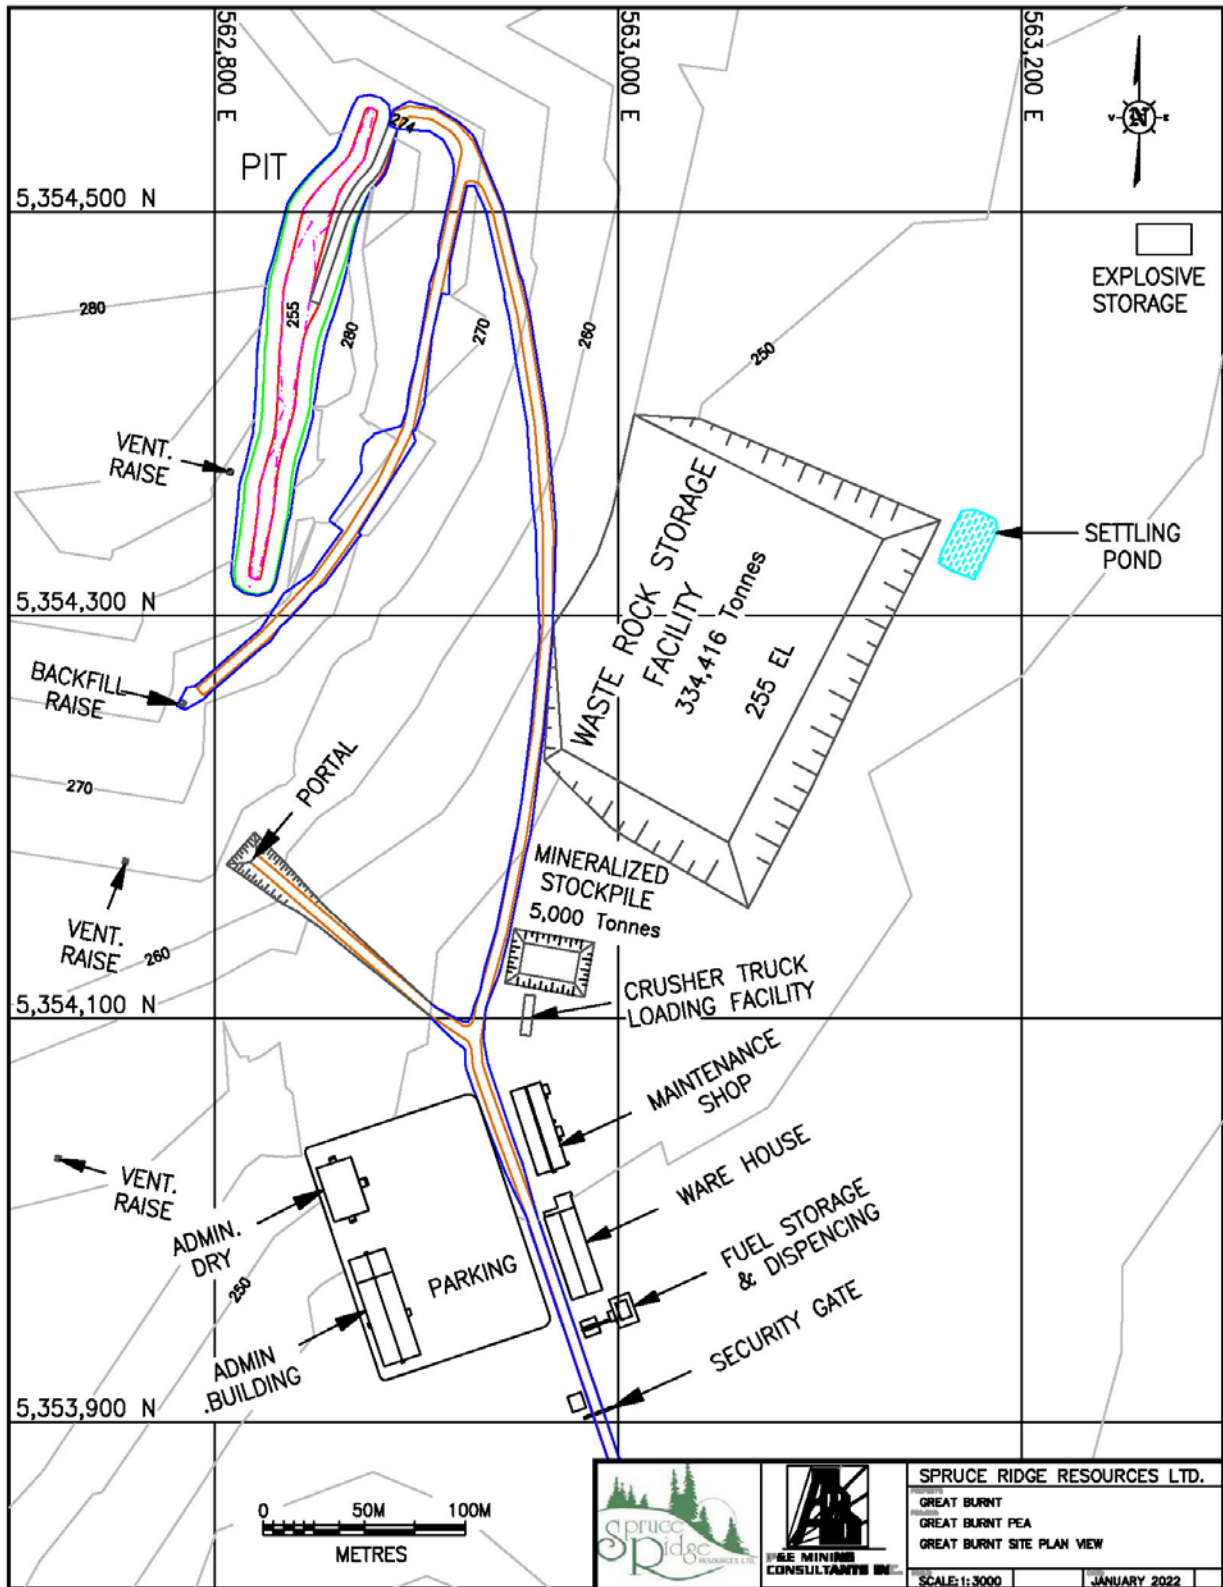 562,800 E
563,000 E
563,200 E
N
PIT
274
5,354,500 N
EXPLOSIVE
STORAGE
280
255
280
270
260
250
VENT.
RAISE
WASTE ROCK STORAGE
FACILITY
334,416 Tonnes
255 EL
SETTLING
POND
5,354,300 N
BACKFILL
RAISE
PORTAL
270
MINERALIZED
STOCKPILE
5,000 Tonnes
VENT.
RAISE
260
CRUSHER TRUCK
LOADING FACILITY
5,354,100 N
MAINTENANCE
SHOP
WARE HOUSE
VENT.
RAISE
ADMIN.
DRY
FUEL STORAGE
& DISPENCING
PARKING
250
SECURITY GATE
ADMIN
.BUILDING
5,353,900 N
0 50M 100M
METRES
Spruce
Ridge
RESOURCES LTD.
P&E MINING
CONSULTANTS INC.
SPRUCE RIDGE RESOURCES LTD.
GREAT BURNT
GREAT BURNT PEA
GREAT BURNT SITE PLAN VIEW
SCALE:1:3000
JANUARY 2022